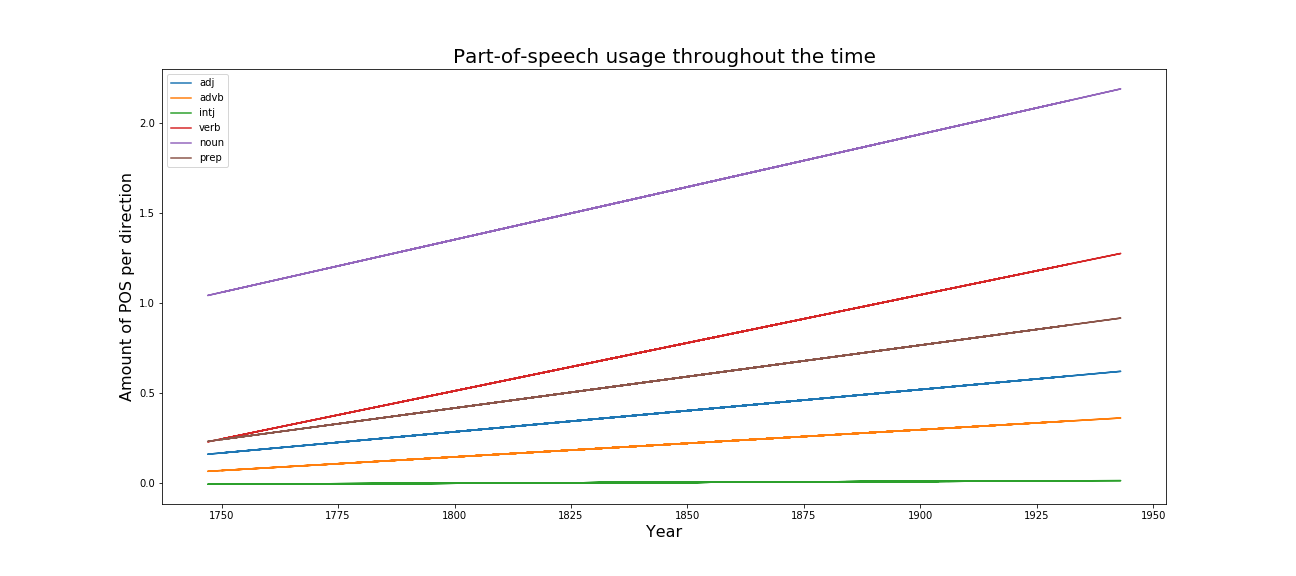 Part-of-speech usage throughout the time
adj
advb
intj
verb
noun
prep
2.0
1.5
1.0
0.5
0.0
Amount of POS per direction
1750 1775 1800 1825 1850 1875 1900 1925 1950
Year